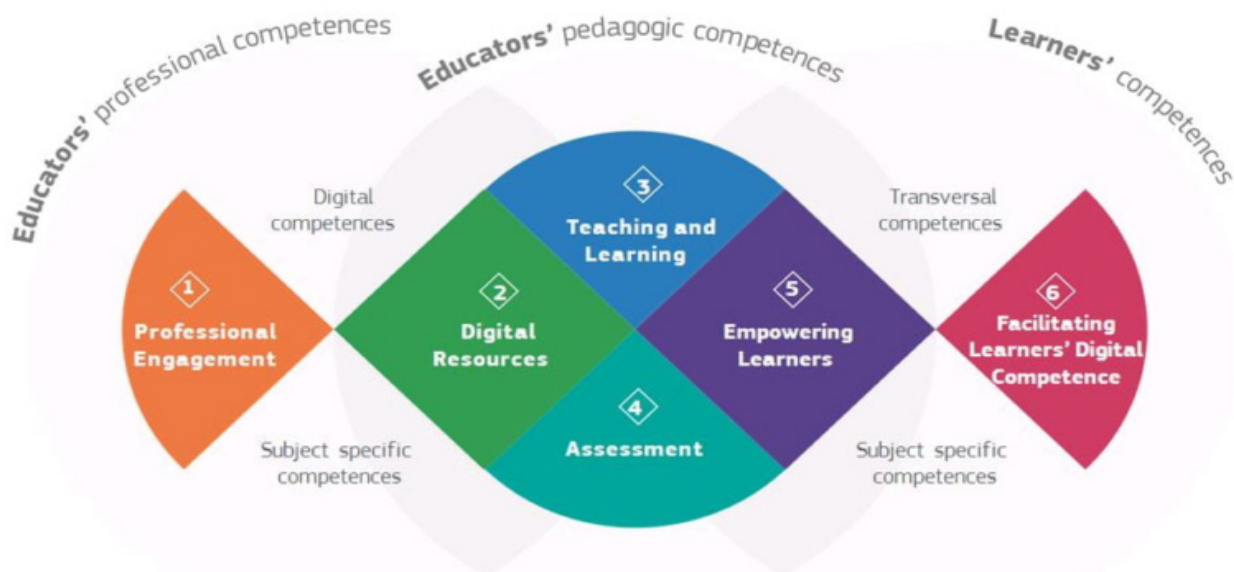 Educators' professional competences
Educators' pedagogic competences
Learners' competences
Digital
competences
Transversal
competences
1
Professional
Engagement
2
Digital
Resources
3
Teaching and
Learning
4
Assessment
5
Empowering
Learners
6
Facilitating
Learners' Digital
Competence
Subject specific
competences
Subject specific
competences